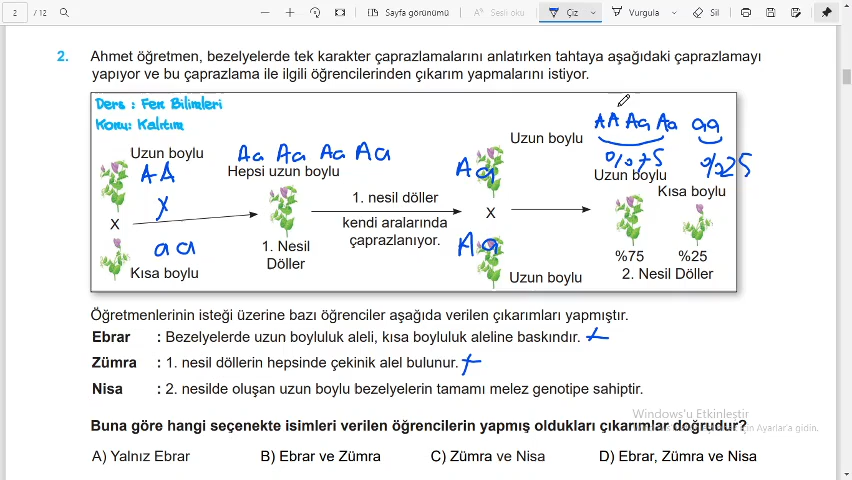 2 / 12 Sayfa görünümü Sesli oku Çiz Vurgula Sil
2. Ahmet öğretmen, bezelyelerde tek karakter çaprazlamalarını anlatırken tahtaya aşağıdaki çaprazlamayı
yapıyor ve bu çaprazlama ile ilgili öğrencilerinden çıkarım yapmalarını istiyor.
Ders : Fen Bilimleri
Konu: Kalıtım
Uzun boylu
AA
X
X
aa
Kısa boylu
Aa Aa Aa Aa
Hepsi uzun boylu
1. Nesil
Döller
1. nesil döller
kendi aralarında
çaprazlanıyor.
Uzun boylu
Aa
X
Aa
Uzun boylu
AA Aa Aa aa
%75 %25
Uzun boylu
Kısa boylu
%75 %25
2. Nesil Döller
Öğretmenlerinin isteği üzerine bazı öğrenciler aşağıda verilen çıkarımları yapmıştır.
Ebrar : Bezelyelerde uzun boyluluk aleli, kısa boyluluk aleline baskındır. +
Zümra : 1. nesil döllerin hepsinde çekinik alel bulunur. +
Nisa : 2. nesilde oluşan uzun boylu bezelyelerin tamamı melez genotipe sahiptir.
Windows'u Etkinleştir
Buna göre hangi seçenekte isimleri verilen öğrencilerin yapmış oldukları çıkarımlar doğrudur?
için Ayarlar'a gidin.
A) Yalnız Ebrar B) Ebrar ve Zümra C) Zümra ve Nisa D) Ebrar, Zümra ve Nisa